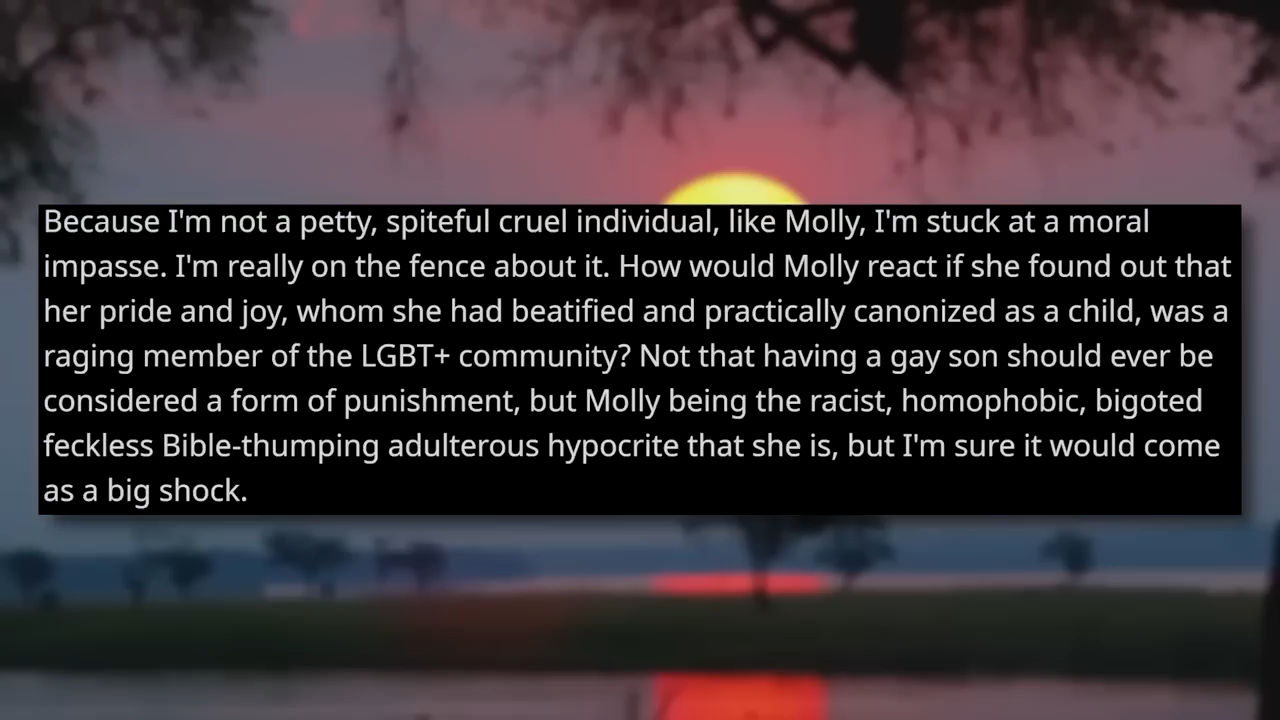 Because I'm not a petty, spiteful cruel individual, like Molly, I'm stuck at a moral
impasse. I'm really on the fence about it. How would Molly react if she found out that
her pride and joy, whom she had beatified and practically canonized as a child, was a
raging member of the LGBT+ community? Not that having a gay son should ever be
considered a form of punishment, but Molly being the racist, homophobic, bigoted
feckless Bible-thumping adulterous hypocrite that she is, but I'm sure it would come
as a big shock.